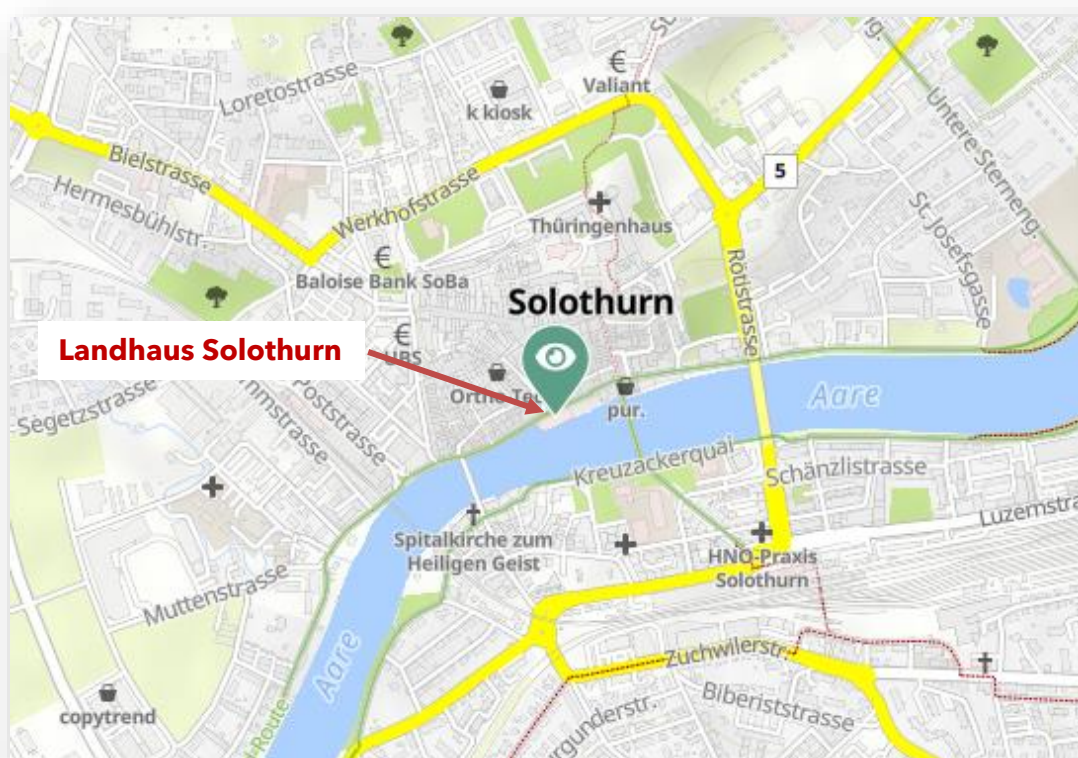 Loretostrasse
k kiosk
€
Valiant
5
Untere Sterneng.
Bielstrasse
Hermesbühlstr.
Werkhofstrasse
Thüringenhaus
St. Josefsgasse
€
Baloise Bank SoBa
Solothurn
Rötistrasse
Landhaus Solothurn
€
UBS
Segetzstrasse
Poststrasse
pur.
Aare
Kreuzackerquai
Schänzlistrasse
Spitalkirche zum
Heiligen Geist
HNO-Praxis
Solothurn
Muttenstrasse
Aare
Zuchwilerstr.
Biberiststrasse
copytrend